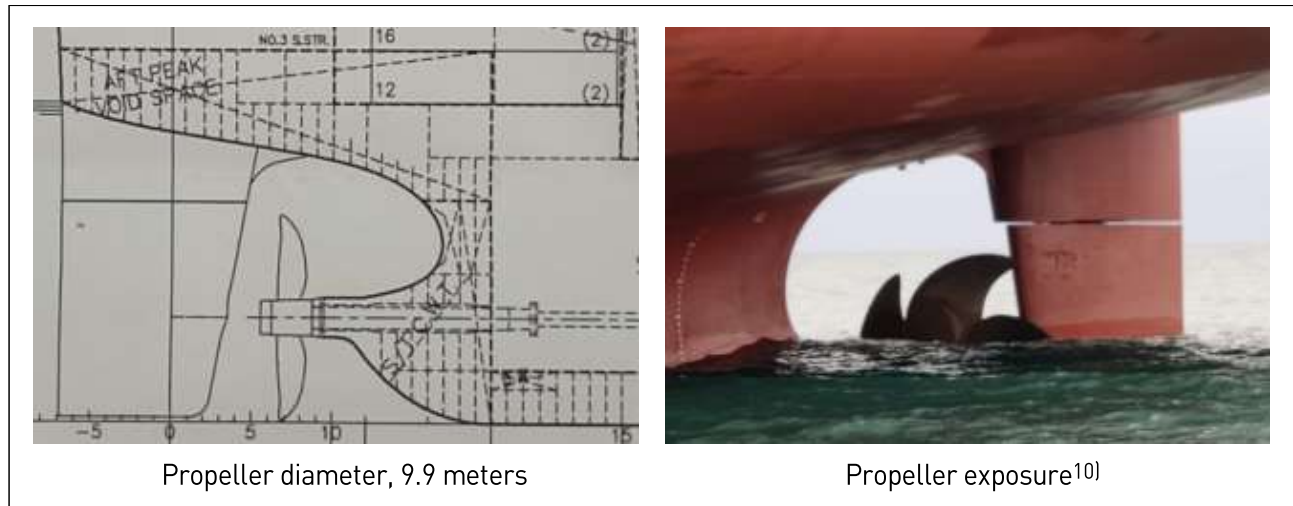 NO.3 S.STR.
16
(2)
AFT.PEAK
VOID SPACE
12
(2)
-5
0
5
10
15
Propeller diameter, 9.9 meters
Propeller exposure10)